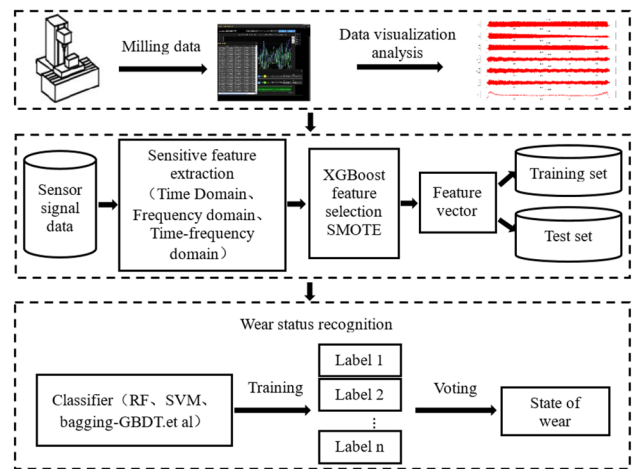 Milling data
Data visualization
analysis
Sensor
signal
data
Sensitive feature
extraction
（Time Domain、
Frequency domain、
Time-frequency
domain）
XGBoost
feature
selection
SMOTE
Feature
vector
Training set
Test set
Wear status recognition
Classifier（RF、SVM、
bagging-GBDT.et al）
Training
Label 1
Label 2
⋮
Label n
Voting
State of
wear